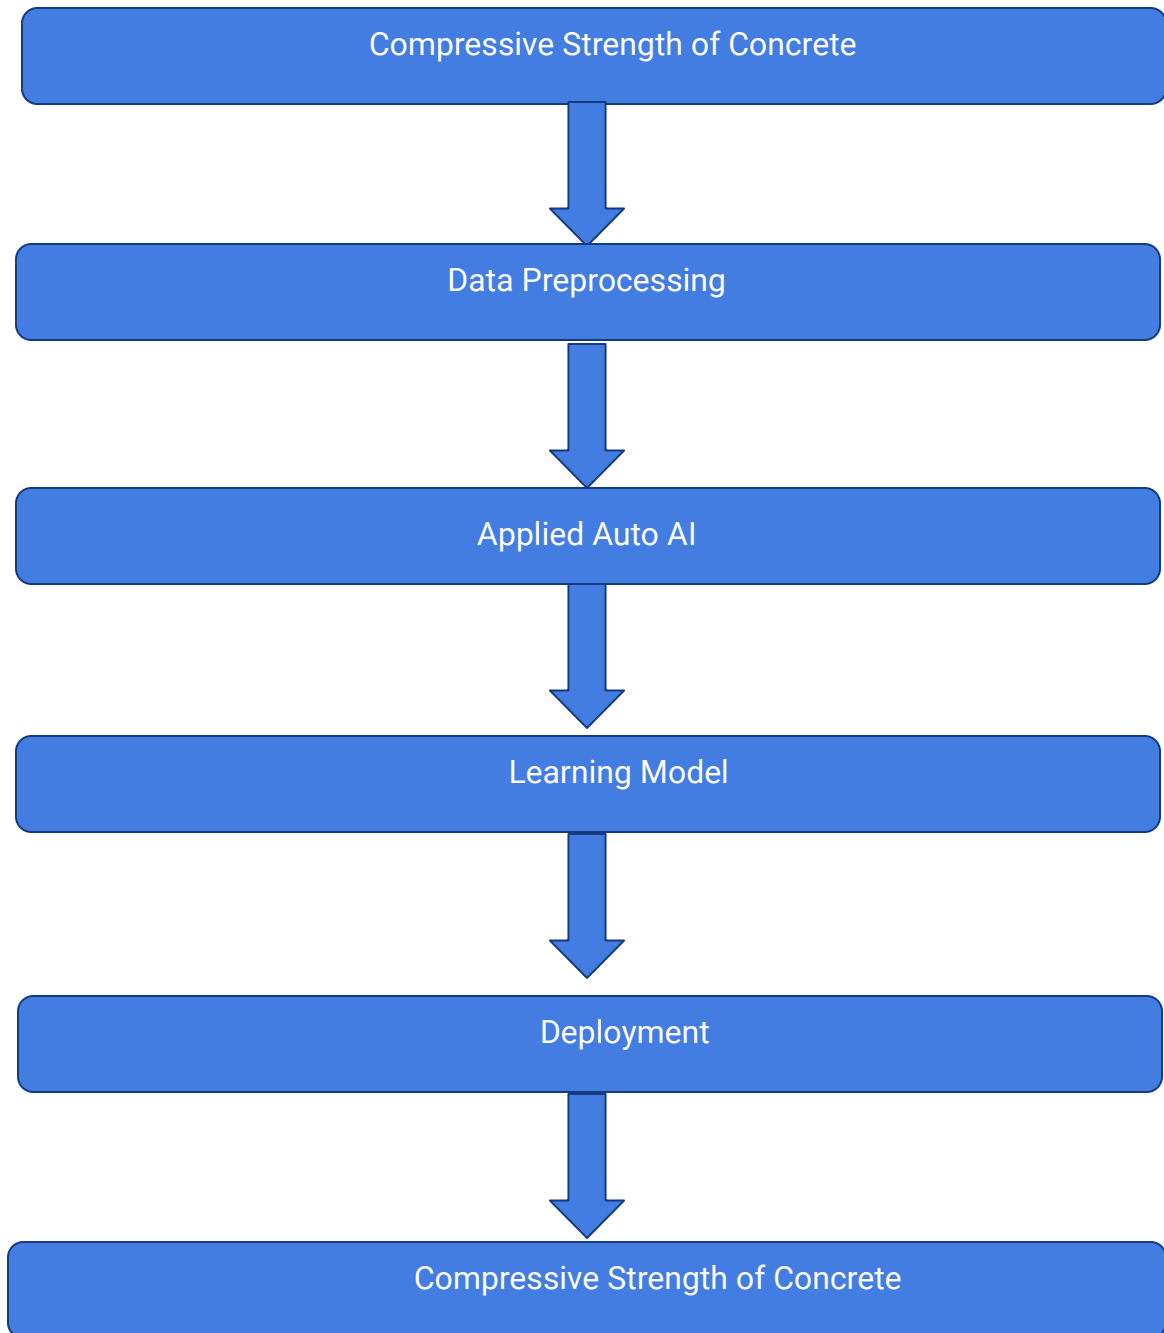 Compressive Strength of Concrete
Data Preprocessing
Applied Auto AI
Learning Model
Deployment
Compressive Strength of Concrete